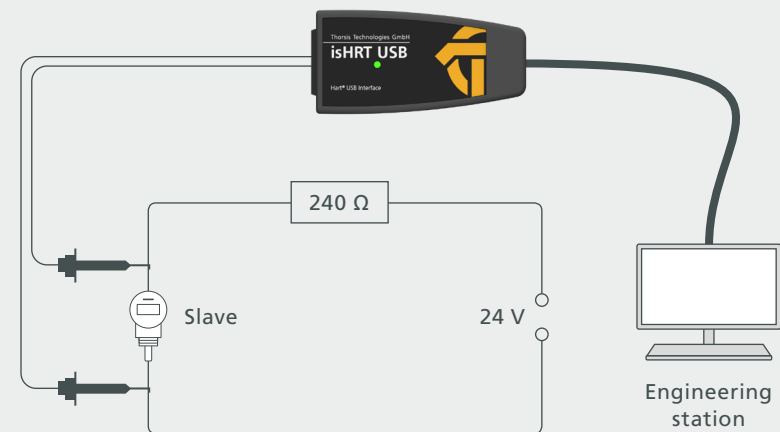 Thorsis Technologies GmbH
isHRT USB
Hart® USB Interface
240 Ω
Slave
24 V
Engineering
station